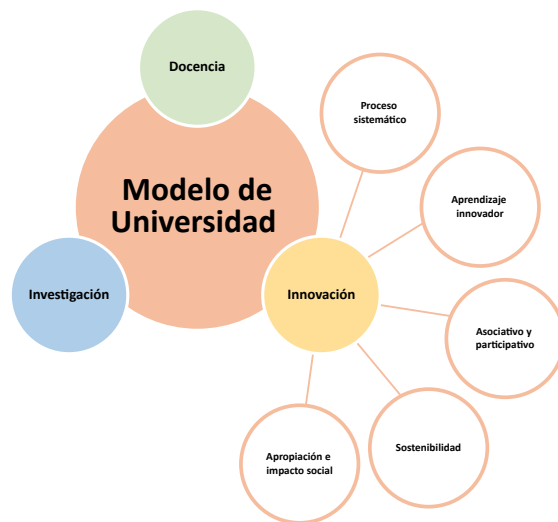 Docencia
Modelo de
Universidad
Investigación
Innovación
Proceso
sistemático
Aprendizaje
innovador
Asociativo y
participativo
Sostenibilidad
Apropiación e
impacto social